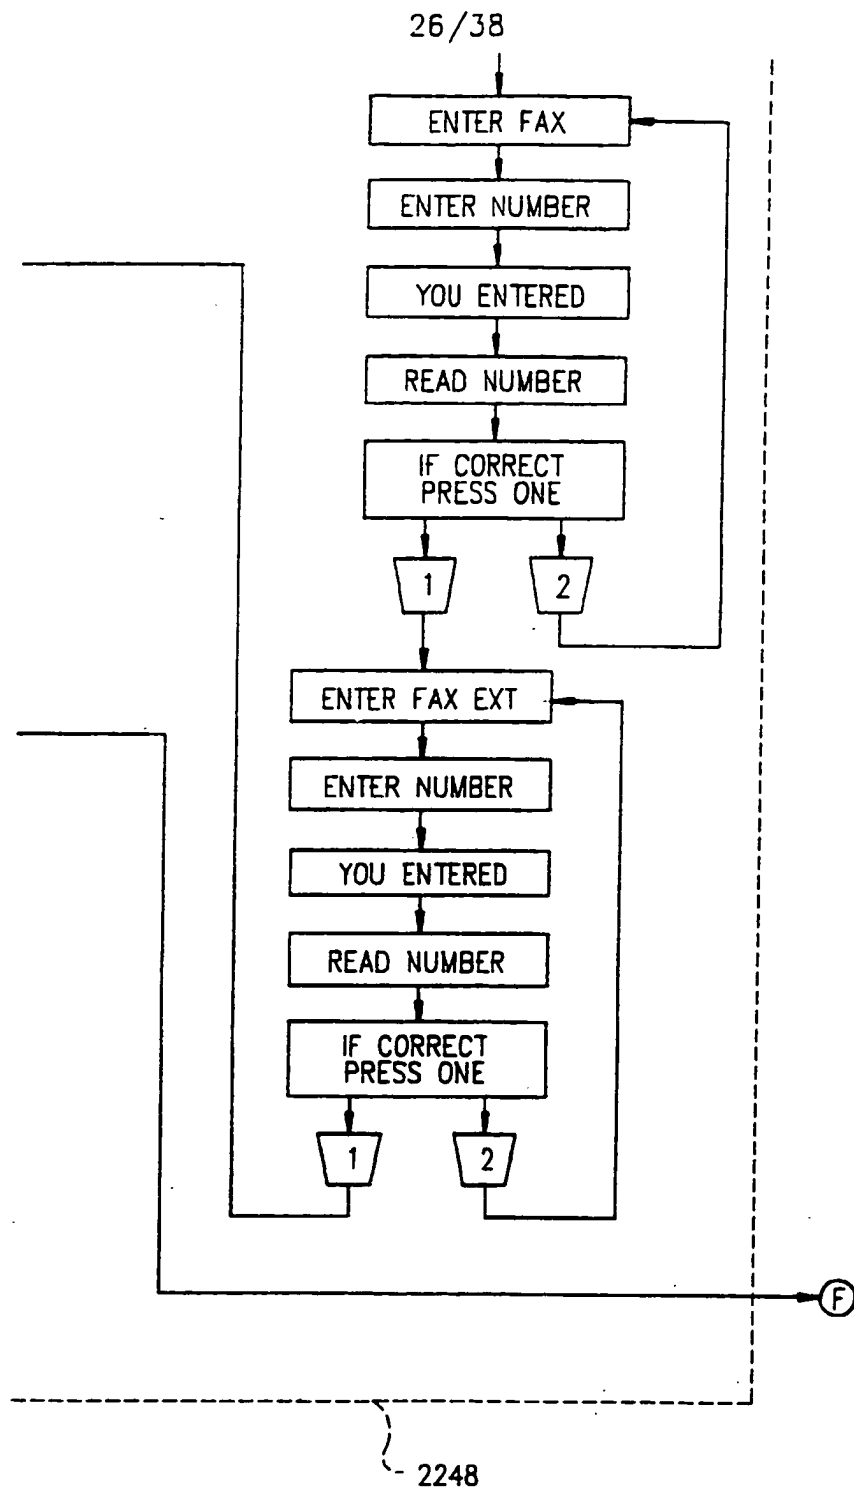 26/38
ENTER FAX
ENTER NUMBER
YOU ENTERED
READ NUMBER
IF CORRECT
PRESS ONE
1
2
ENTER FAX EXT
ENTER NUMBER
YOU ENTERED
READ NUMBER
IF CORRECT
PRESS ONE
1
2
F
2248